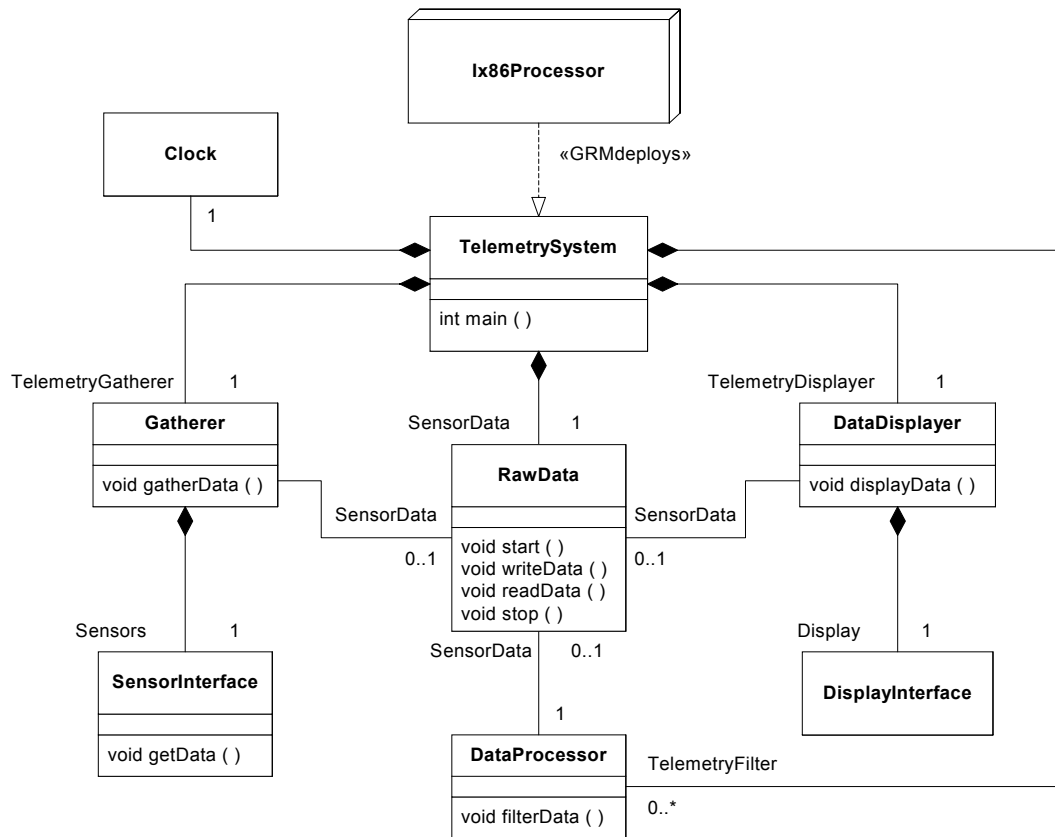 Ix86Processor
Clock
«GRMdeploys»
1
TelemetrySystem
int main ( )
TelemetryGatherer
1
TelemetryDisplayer
1
Gatherer
SensorData
1
DataDisplayer
void gatherData ( )
RawData
void displayData ( )
SensorData
SensorData
0..1
0..1
void start ( )
void writeData ( )
void readData ( )
void stop ( )
Sensors
1
SensorData
0..1
Display
1
SensorInterface
DisplayInterface
void getData ( )
1
DataProcessor
TelemetryFilter
void filterData ( )
0..*